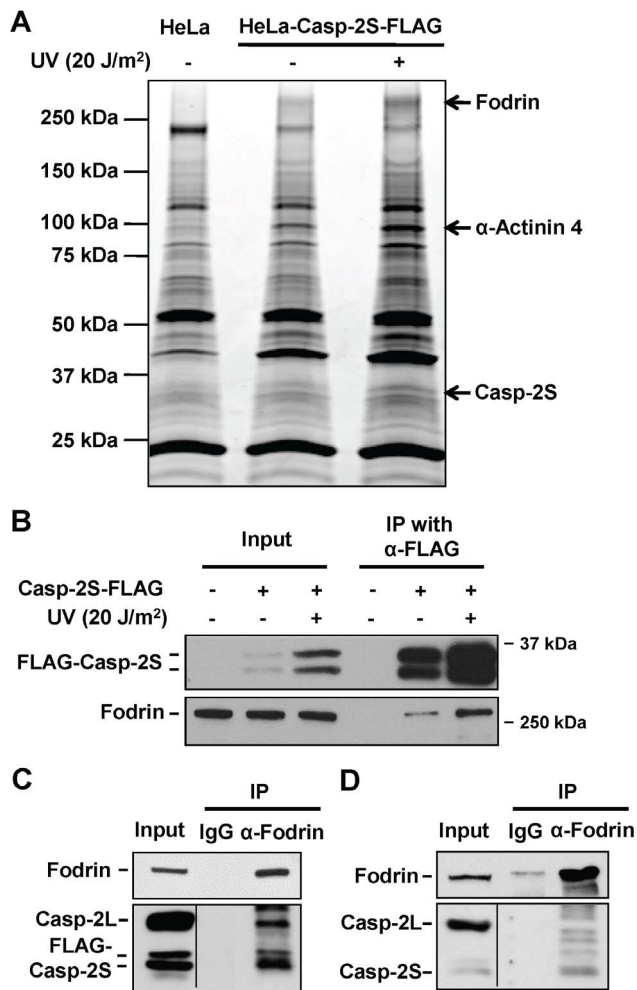 A
HeLa HeLa-Casp-2S-FLAG
UV (20 J/m²) - - +
250 kDa
150 kDa
100 kDa
75 kDa
50 kDa
37 kDa
25 kDa
Fodrin
α-Actinin 4
Casp-2S
B
Input IP with α-FLAG
Casp-2S-FLAG - + + - + +
UV (20 J/m²) - - + - - +
FLAG-Casp-2S
37 kDa
Fodrin
250 kDa
C
IP
Input IgG α-Fodrin
Fodrin
Casp-2L
FLAG-
Casp-2S
D
IP
Input IgG α-Fodrin
Fodrin
Casp-2L
Casp-2S